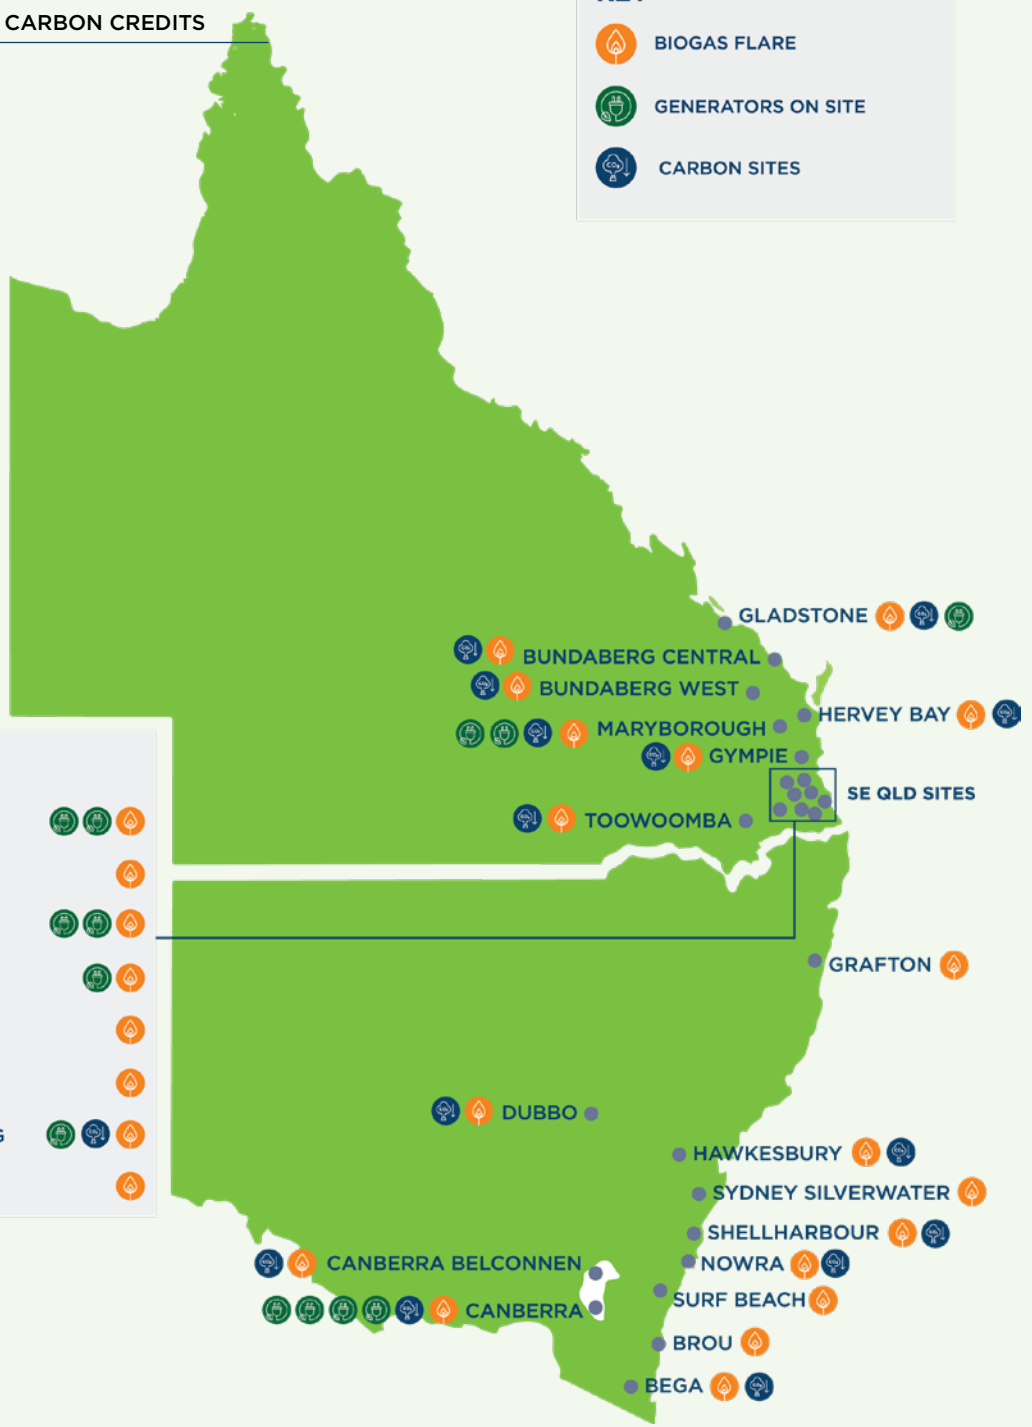 CARBON CREDITS
KEY
BIOGAS FLARE
GENERATORS ON SITE
CARBON SITES
GLADSTONE
BUNDABERG CENTRAL
BUNDABERG WEST
HERVEY BAY
MARYBOROUGH
GYMPIE
SE QLD SITES
TOOWOOMBA
GRAFTON
DUBBO
HAWKESBURY
SYDNEY SILVERWATER
SHELLHARBOUR
CANBERRA BELCONNEN
NOWRA
SURF BEACH
CANBERRA
BROU
BEGA